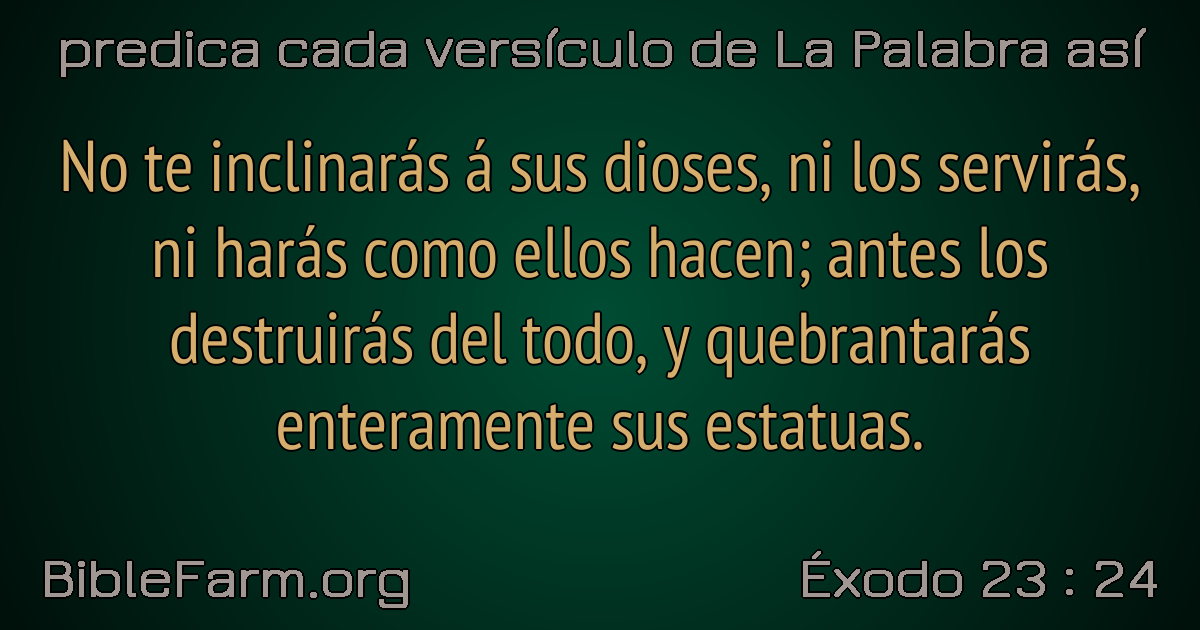 predica cada versículo de La Palabra así
No te inclinarás á sus dioses, ni los servirás,
ni harás como ellos hacen; antes los
destruirás del todo, y quebrantarás
enteramente sus estatuas.
BibleFarm.org
Éxodo 23 : 24